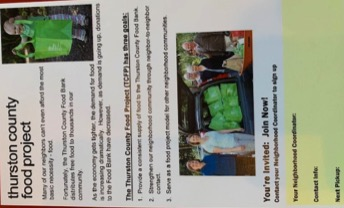 thurston county
food project
Many of our neighbors can't even afford the most
basic necessity - food.
Fortunately, the Thurston County Food Bank
distributes free food to thousands in our
community.
As the economy gets tighter, the demand for food
is increasing dramatically. However, as demand is going up, donations
to the Food Bank have decreased.
The Thurston County Food Project (TCFP) has three goals:
1. Provide a consistent supply of food to the Thurston County Food Bank.
2. Strengthen our neighborhood community through neighbor-to-neighbor
contact.
3. Serve as a food project model for other neighborhood communities.
You're Invited: Join Now!
Contact your Neighborhood Coordinator to sign up
Your Neighborhood Coordinator:
Contact Info:
Next Pickup: